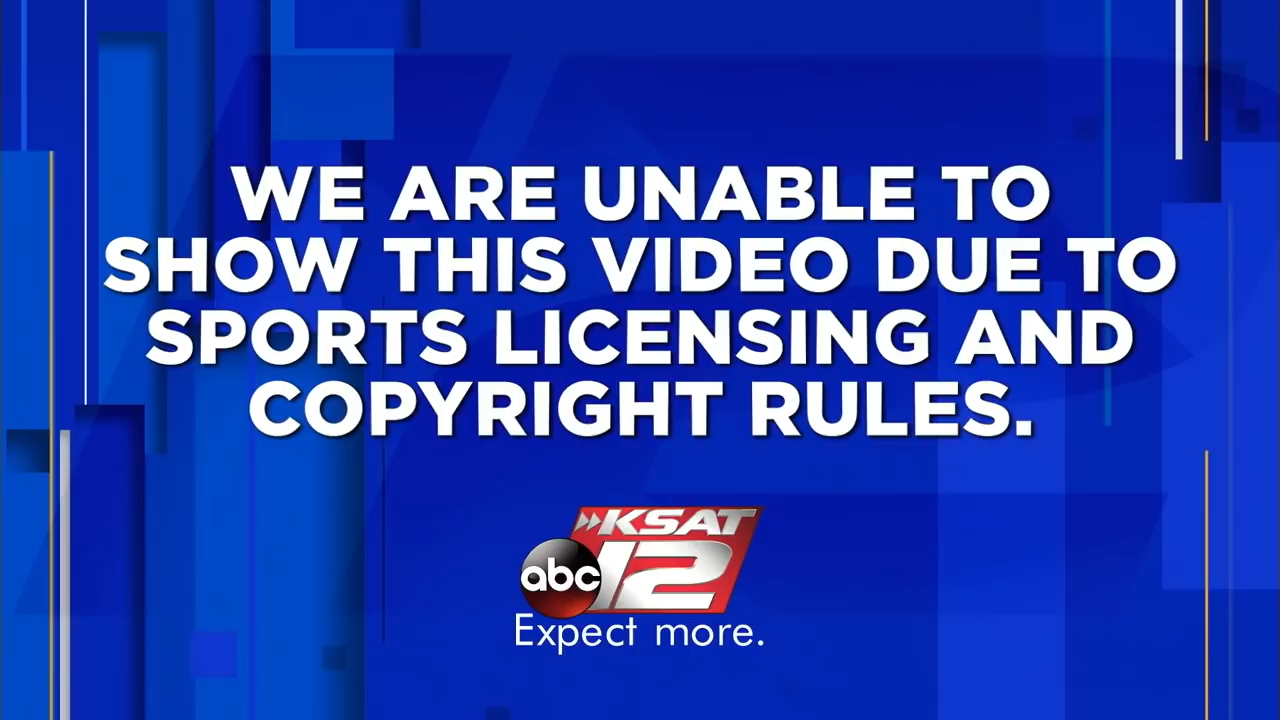 WE ARE UNABLE TO
SHOW THIS VIDEO DUE TO
SPORTS LICENSING AND
COPYRIGHT RULES.
KSAT
abc 12
Expect more.